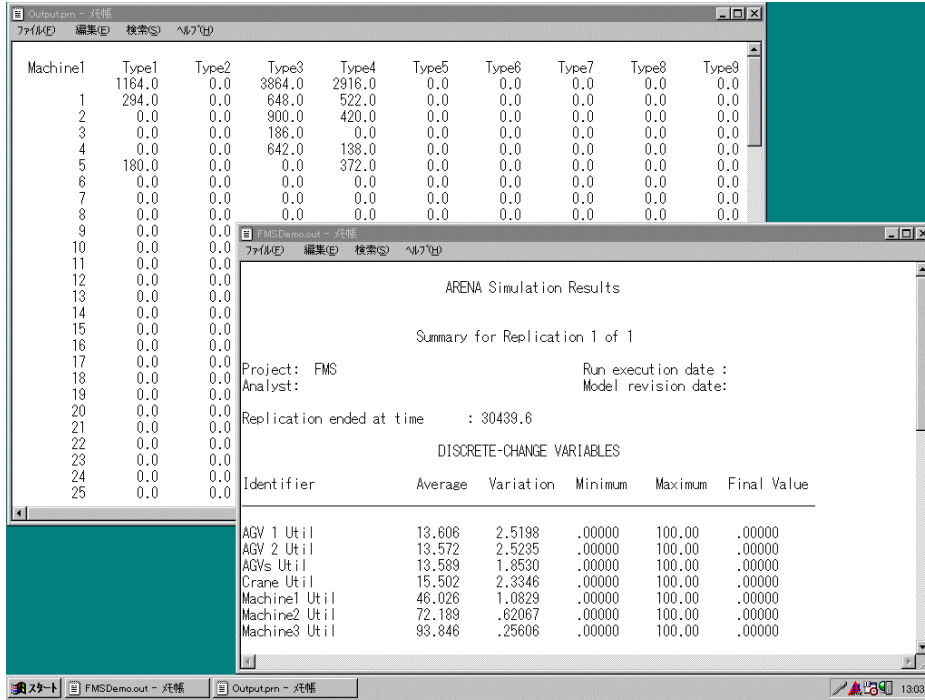 Output.prn - メモ帳
ファイル(F) 編集(E) 検索(S) ヘルプ(H)
Machine1 Type1 Type2 Type3 Type4 Type5 Type6 Type7 Type8 Type9
1164.0 0.0 3864.0 2916.0 0.0 0.0 0.0 0.0 0.0
1 294.0 0.0 648.0 522.0 0.0 0.0 0.0 0.0 0.0
2 0.0 0.0 900.0 420.0 0.0 0.0 0.0 0.0 0.0
3 0.0 0.0 186.0 0.0 0.0 0.0 0.0 0.0 0.0
4 0.0 0.0 642.0 138.0 0.0 0.0 0.0 0.0 0.0
5 180.0 0.0 0.0 372.0 0.0 0.0 0.0 0.0 0.0
6 0.0 0.0 0.0 0.0 0.0 0.0 0.0 0.0 0.0
7 0.0 0.0 0.0 0.0 0.0 0.0 0.0 0.0 0.0
8 0.0 0.0 0.0 0.0 0.0 0.0 0.0 0.0 0.0
9 0.0 0.0
10 0.0 0.0
11 0.0 0.0
12 0.0 0.0
13 0.0 0.0
14 0.0 0.0
15 0.0 0.0
16 0.0 0.0
17 0.0 0.0
18 0.0 0.0
19 0.0 0.0
20 0.0 0.0
21 0.0 0.0
22 0.0 0.0
23 0.0 0.0
24 0.0 0.0
25 0.0 0.0
FMSDemo.out - メモ帳
ファイル(F) 編集(E) 検索(S) ヘルプ(H)
ARENA Simulation Results
Summary for Replication 1 of 1
Project: FMS Run execution date :
Analyst: Model revision date:
Replication ended at time : 30439.6
DISCRETE-CHANGE VARIABLES
Identifier Average Variation Minimum Maximum Final Value
AGV 1 Util 13.606 2.5198 .00000 100.00 .00000
AGV 2 Util 13.572 2.5235 .00000 100.00 .00000
AGVs Util 13.589 1.8530 .00000 100.00 .00000
Crane Util 15.502 2.3346 .00000 100.00 .00000
Machine1 Util 46.026 1.0829 .00000 100.00 .00000
Machine2 Util 72.189 .62067 .00000 100.00 .00000
Machine3 Util 93.846 .25606 .00000 100.00 .00000
スタート FMSDemo.out - メモ帳 Output.prn - メモ帳 13:03